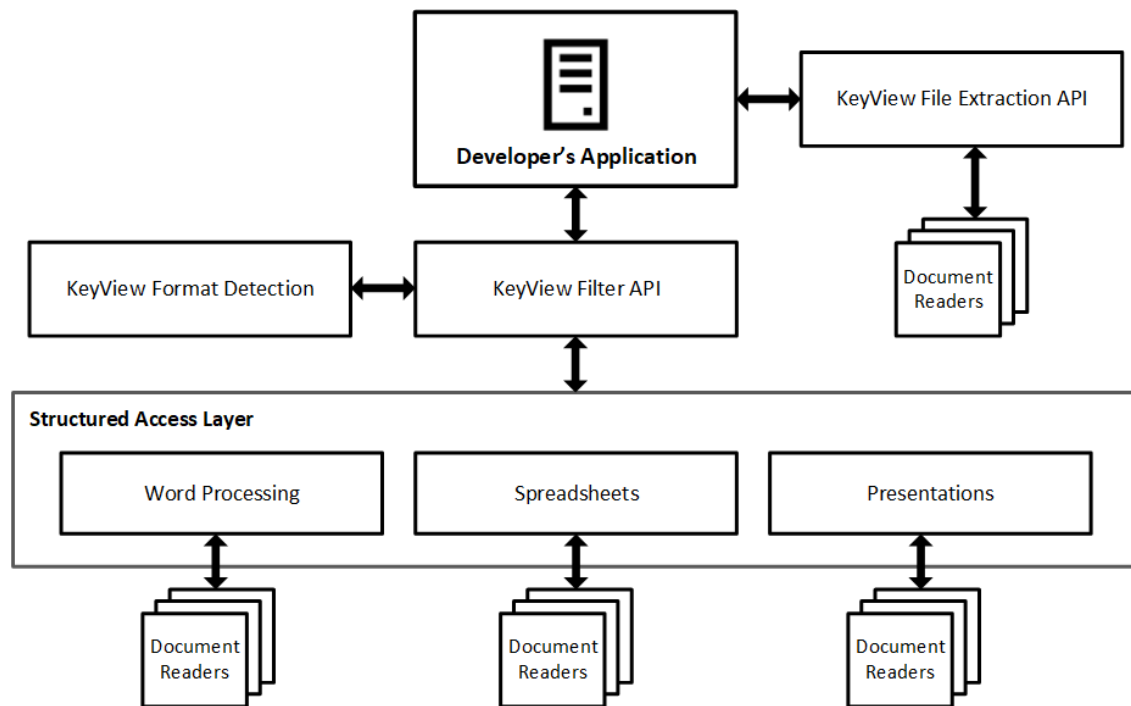 Developer's Application
KeyView File Extraction API
Document
Readers
KeyView Format Detection
KeyView Filter API
Structured Access Layer
Word Processing
Spreadsheets
Presentations
Document
Readers
Document
Readers
Document
Readers